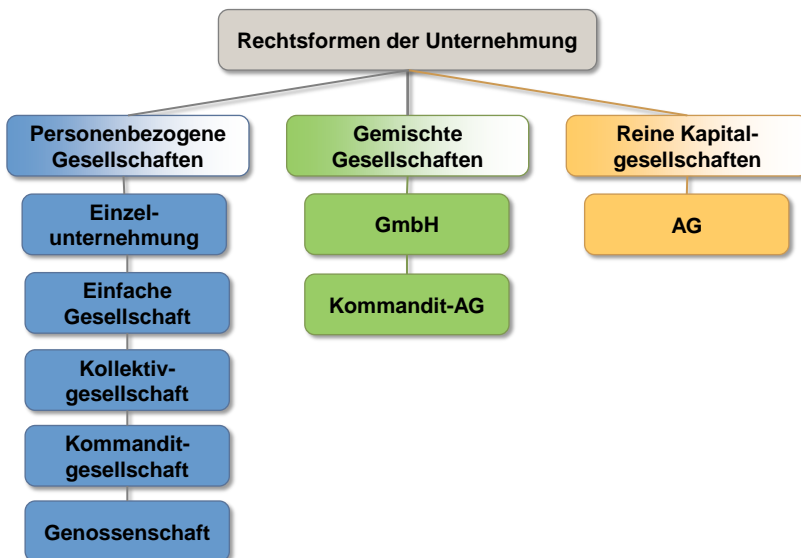 Rechtsformen der Unternehmung
Personenbezogene
Gesellschaften
Einzel-
unternehmung
Einfache
Gesellschaft
Kollektiv-
gesellschaft
Kommandit-
gesellschaft
Genossenschaft
Gemischte
Gesellschaften
GmbH
Kommandit-AG
Reine Kapital-
gesellschaften
AG